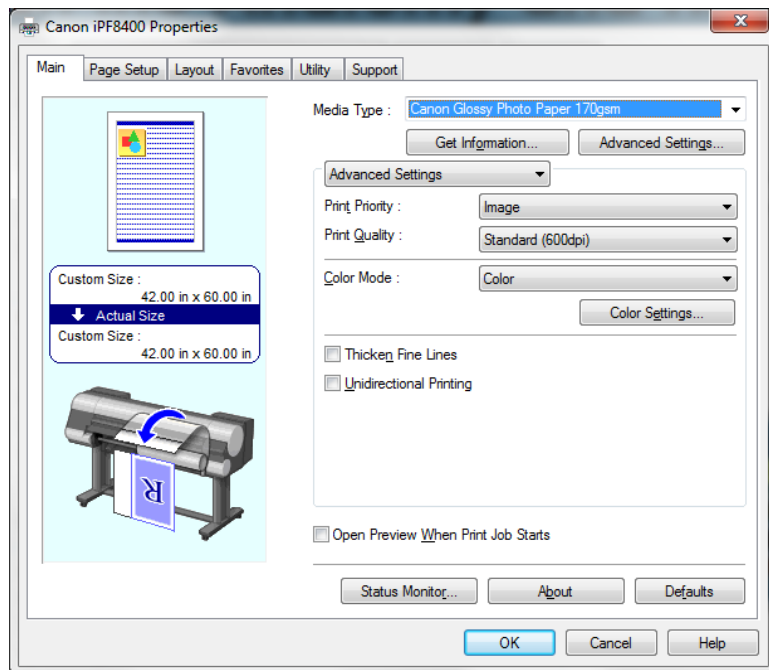 Canon iPF8400 Properties
Main Page Setup Layout Favorites Utility Support
Media Type : Canon Glossy Photo Paper 170gsm
Get Information... Advanced Settings...
Advanced Settings
Print Priority : Image
Print Quality : Standard (600dpi)
Color Mode : Color
Color Settings...
Thicken Fine Lines
Unidirectional Printing
Custom Size :
42.00 in x 60.00 in
Actual Size
Custom Size :
42.00 in x 60.00 in
R
Open Preview When Print Job Starts
Status Monitor... About Defaults
OK Cancel Help